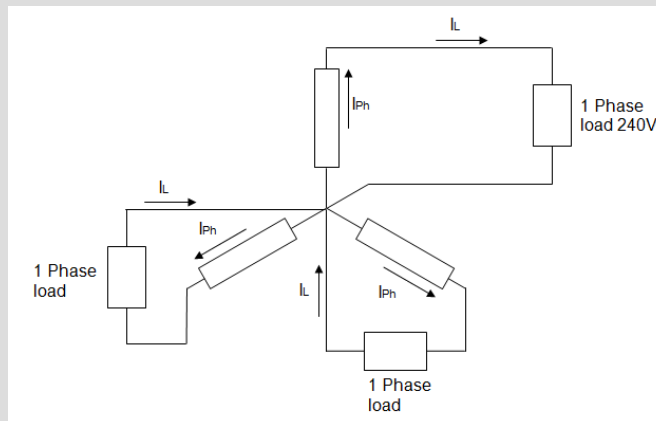 IL
IPh
1 Phase
load 240V
IL
IPh
1 Phase
load
IL
IPh
1 Phase
load